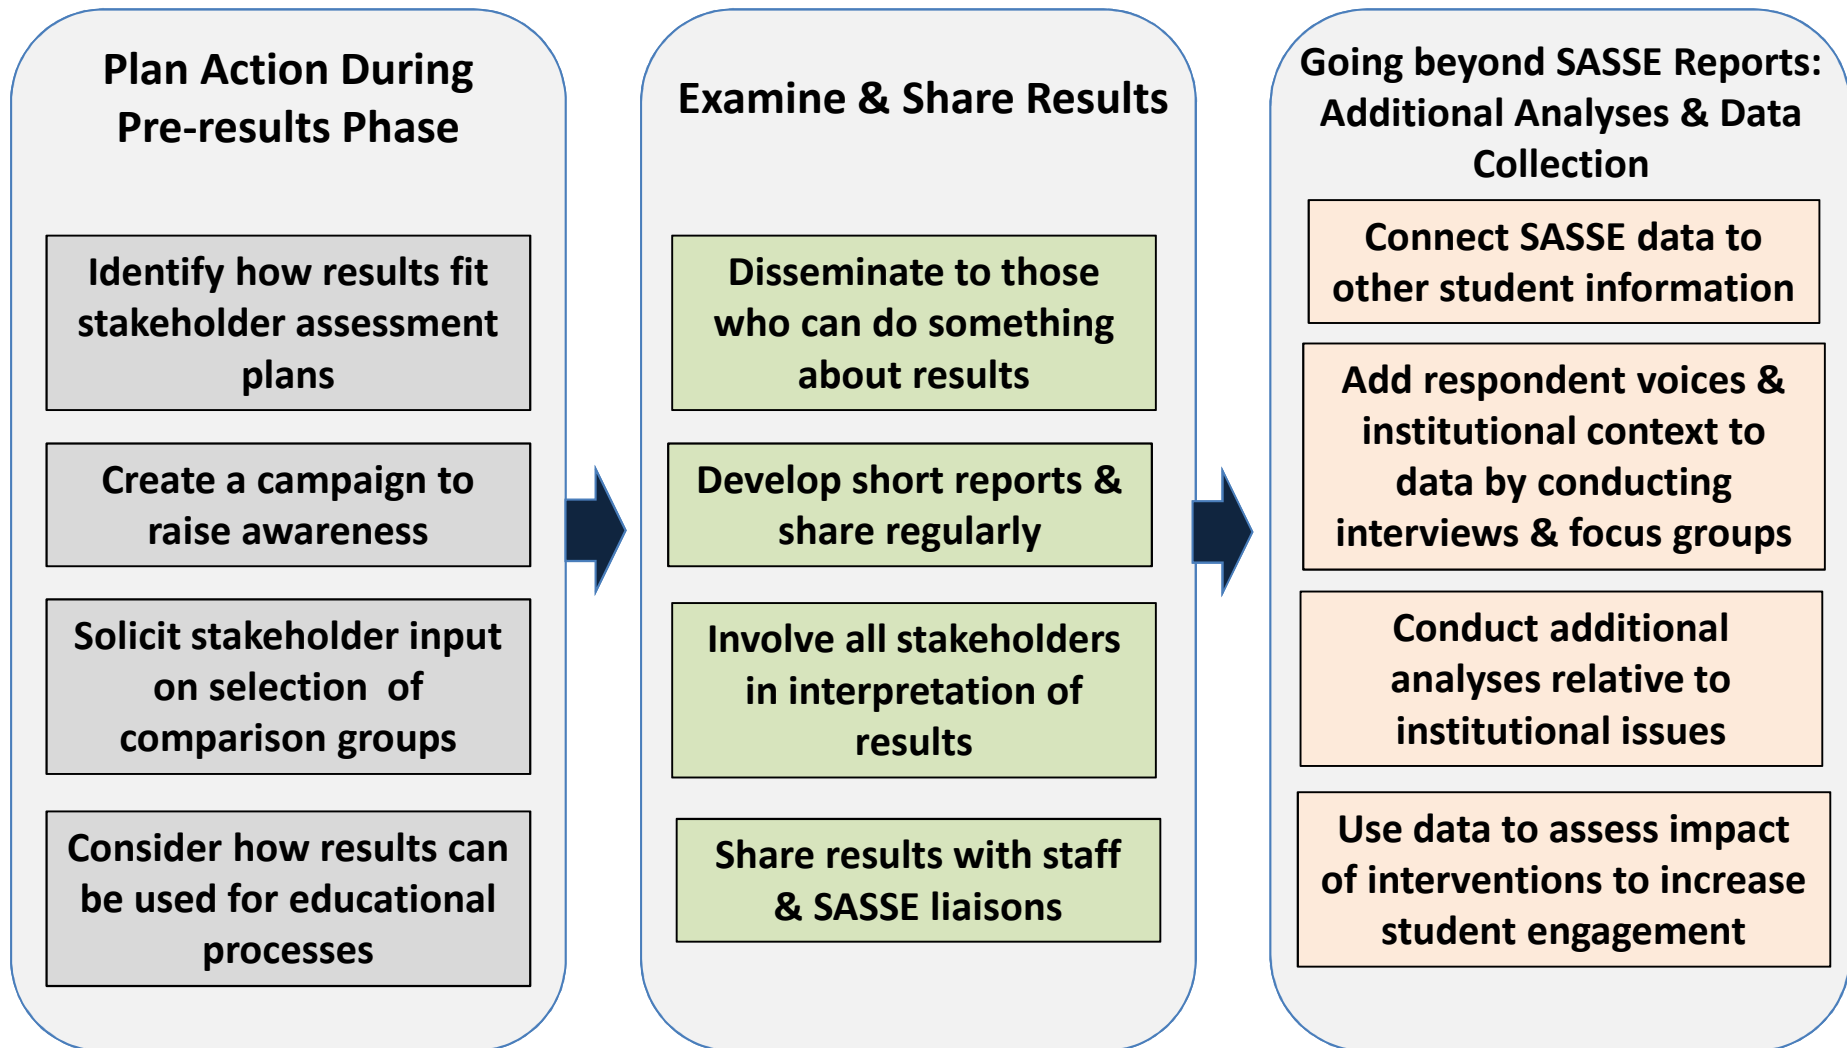 Plan Action During
Pre-results Phase
Identify how results fit
stakeholder assessment
plans
Create a campaign to
raise awareness
Solicit stakeholder input
on selection of
comparison groups
Consider how results can
be used for educational
processes
Examine & Share Results
Disseminate to those
who can do something
about results
Develop short reports &
share regularly
Involve all stakeholders
in interpretation of
results
Share results with staff
& SASSE liaisons
Going beyond SASSE Reports:
Additional Analyses & Data
Collection
Connect SASSE data to
other student information
Add respondent voices &
institutional context to
data by conducting
interviews & focus groups
Conduct additional
analyses relative to
institutional issues
Use data to assess impact
of interventions to increase
student engagement